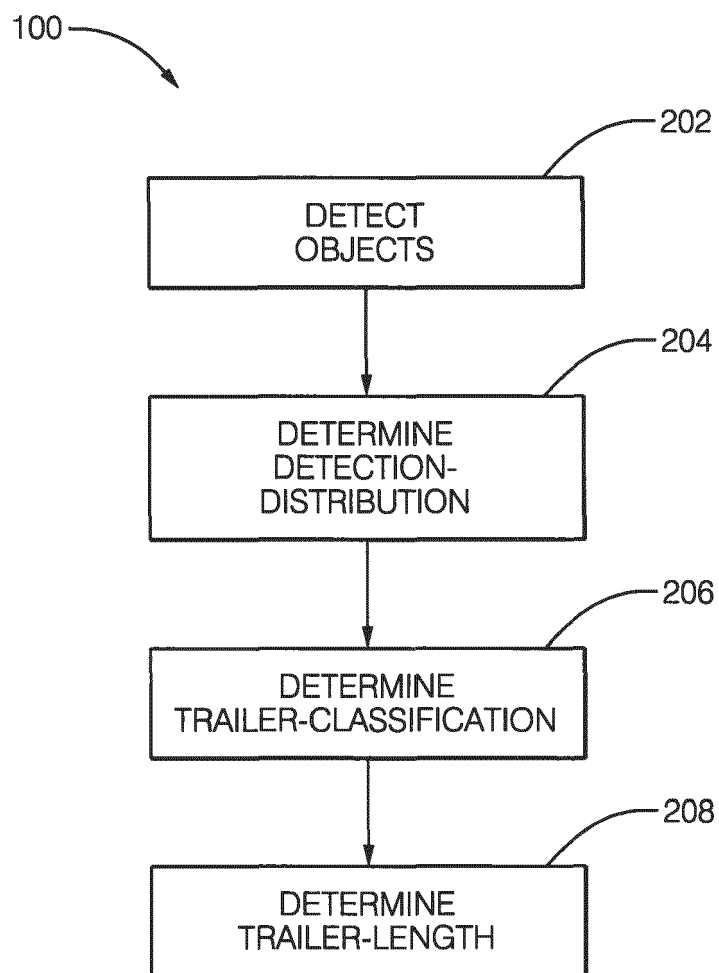 100
202
DETECT
OBJECTS
204
DETERMINE
DETECTION-
DISTRIBUTION
206
DETERMINE
TRAILER-CLASSIFICATION
208
DETERMINE
TRAILER-LENGTH